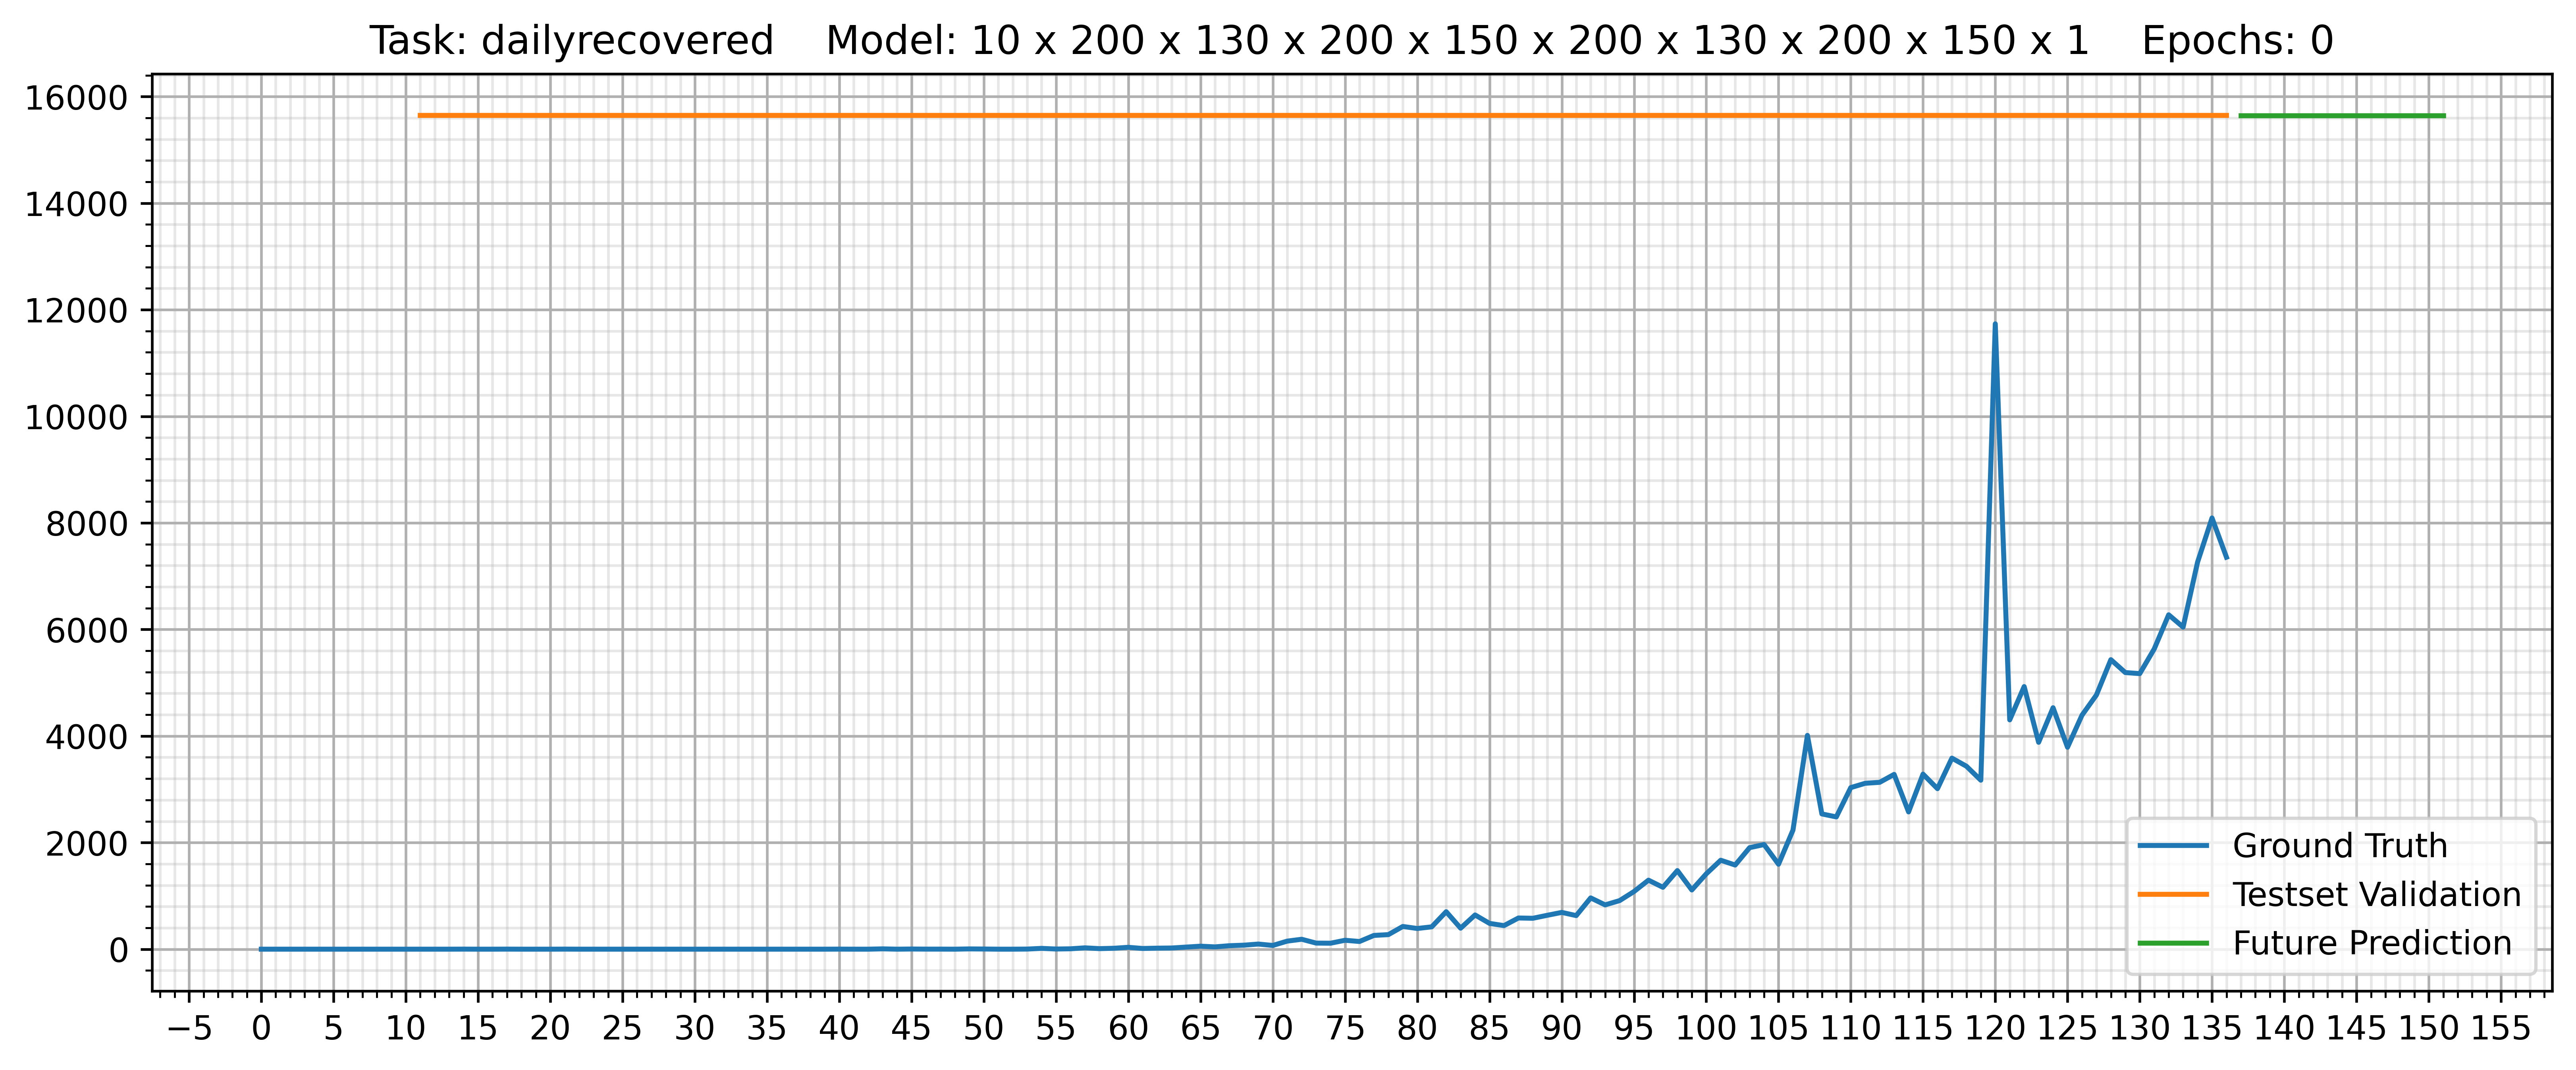 Task: dailyrecovered    Model: 10 x 200 x 130 x 200 x 150 x 200 x 130 x 200 x 150 x 1    Epochs: 0
16000
14000
12000
10000
8000
6000
4000
2000
0
Ground Truth
Testset Validation
Future Prediction
−5 0 5 10 15 20 25 30 35 40 45 50 55 60 65 70 75 80 85 90 95 100 105 110 115 120 125 130 135 140 145 150 155